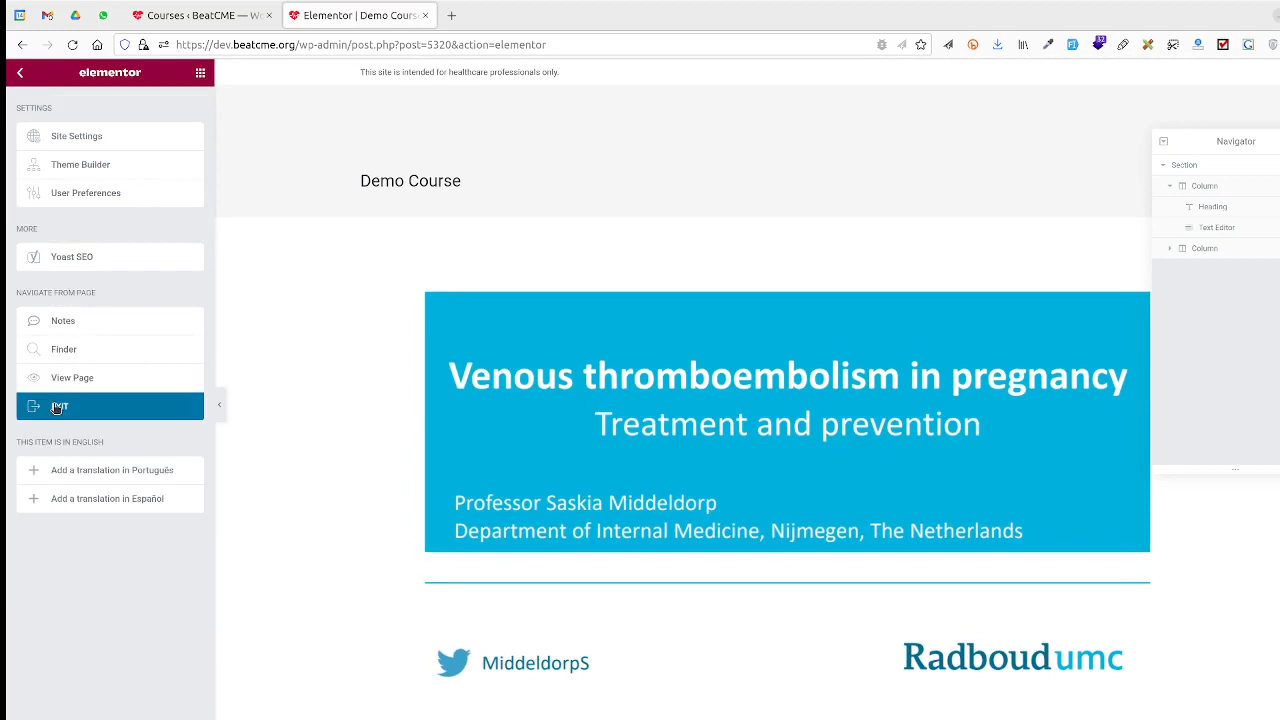 Courses ‹ BeatCME — W
Elementor | Demo Cours
https://dev.beatcme.org/wp-admin/post.php?post=5320&action=elementor
elementor
This site is intended for healthcare professionals only.
SETTINGS
Site Settings
Theme Builder
User Preferences
MORE
Yoast SEO
NAVIGATE FROM PAGE
Notes
Finder
View Page
THIS ITEM IS IN ENGLISH
Add a translation in Português
Add a translation in Español
Demo Course
Venous thromboembolism in pregnancy
Treatment and prevention
Professor Saskia Middeldorp
Department of Internal Medicine, Nijmegen, The Netherlands
MiddeldorpS
Radboudumc
Navigator
Section
Column
Heading
Text Editor
Column